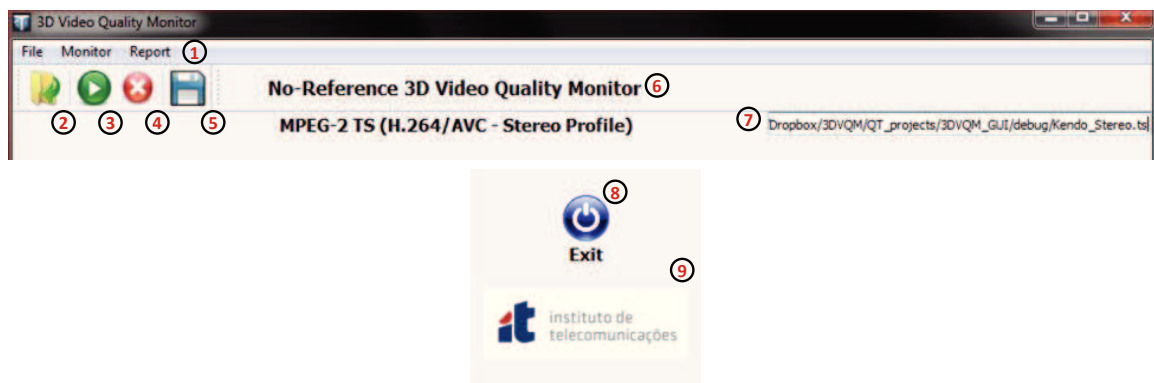 3D Video Quality Monitor
File Monitor Report 1
2 3 4 5
No-Reference 3D Video Quality Monitor 6
MPEG-2 TS (H.264/AVC - Stereo Profile)
7 Dropbox/3DVQM/QT_projects/3DVQM_GUI/debug/Kendo_Stereo.ts
8
Exit
9
it instituto de
telecomunicações